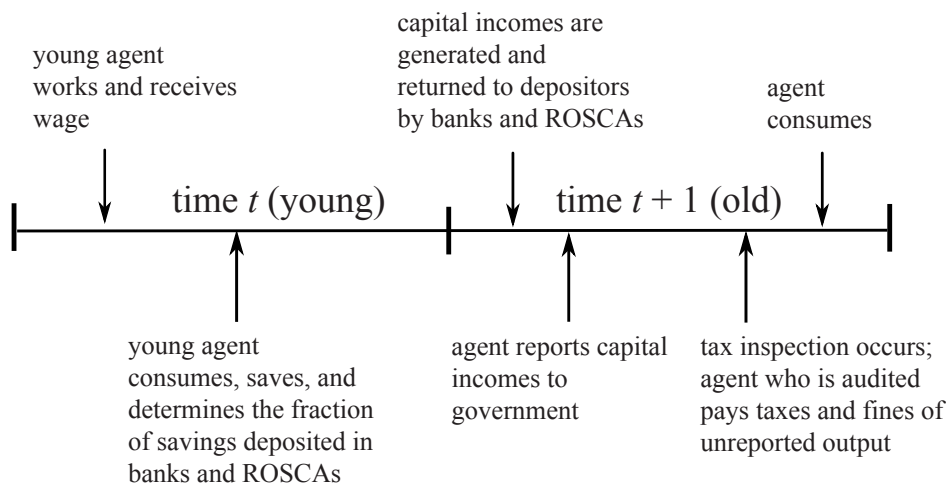 young agent
works and receives
wage
capital incomes are
generated and
returned to depositors
by banks and ROSCAs
agent
consumes
time t (young)
time t + 1 (old)
young agent
consumes, saves, and
determines the fraction
of savings deposited in
banks and ROSCAs
agent reports capital
incomes to
government
tax inspection occurs;
agent who is audited
pays taxes and fines of
unreported output